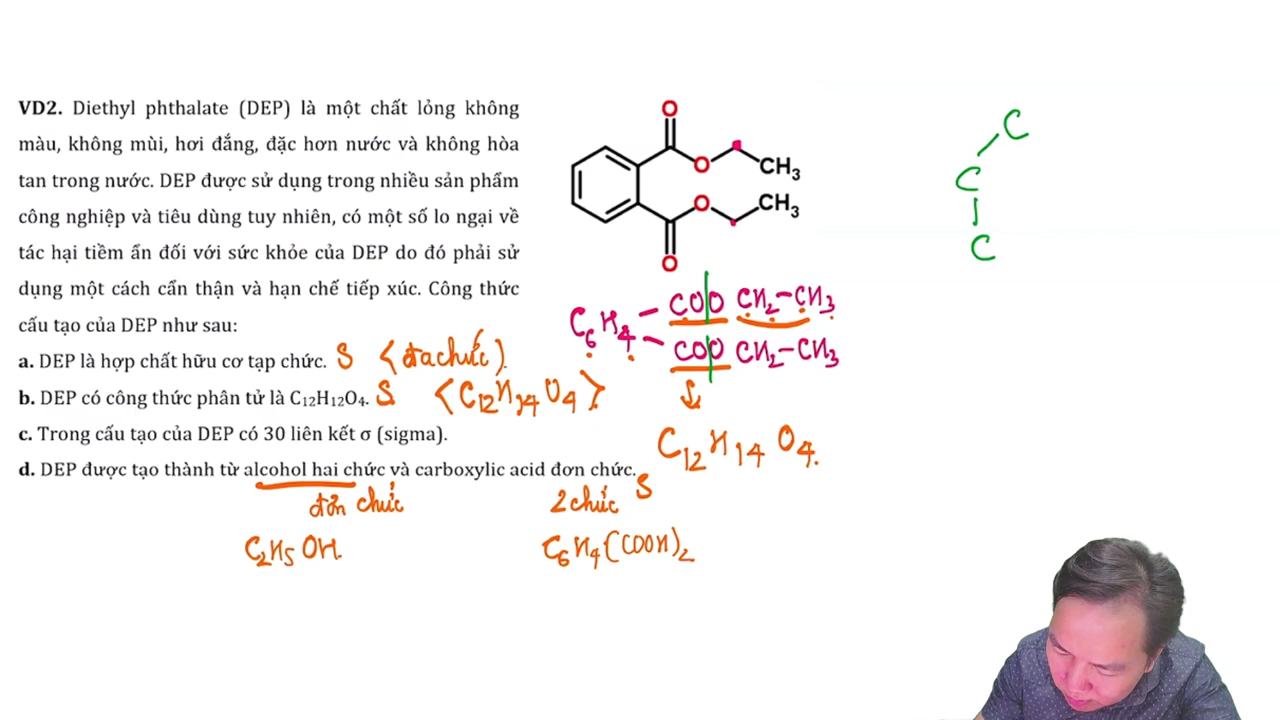 VD2. Diethyl phthalate (DEP) là một chất lỏng không
màu, không mùi, hơi đắng, đặc hơn nước và không hòa
tan trong nước. DEP được sử dụng trong nhiều sản phẩm
công nghiệp và tiêu dùng tuy nhiên, có một số lo ngại về
tác hại tiềm ẩn đối với sức khỏe của DEP do đó phải sử
dụng một cách cẩn thận và hạn chế tiếp xúc. Công thức
cấu tạo của DEP như sau:
a. DEP là hợp chất hữu cơ tạp chức. S (đa chức).
b. DEP có công thức phân tử là C₁₂H₁₂O₄. S (C₁₂H₁₄O₄).
c. Trong cấu tạo của DEP có 30 liên kết σ (sigma).
d. DEP được tạo thành từ alcohol hai chức và carboxylic acid đơn chức. S
đơn chức 2 chức
C₂H₅OH C₆H₄(COOH)₂
O
O CH₃
O CH₃
O
COO CH₂-CH₃
C₆H₄
COO CH₂-CH₃
C₁₂H₁₄O₄.
C
C
C